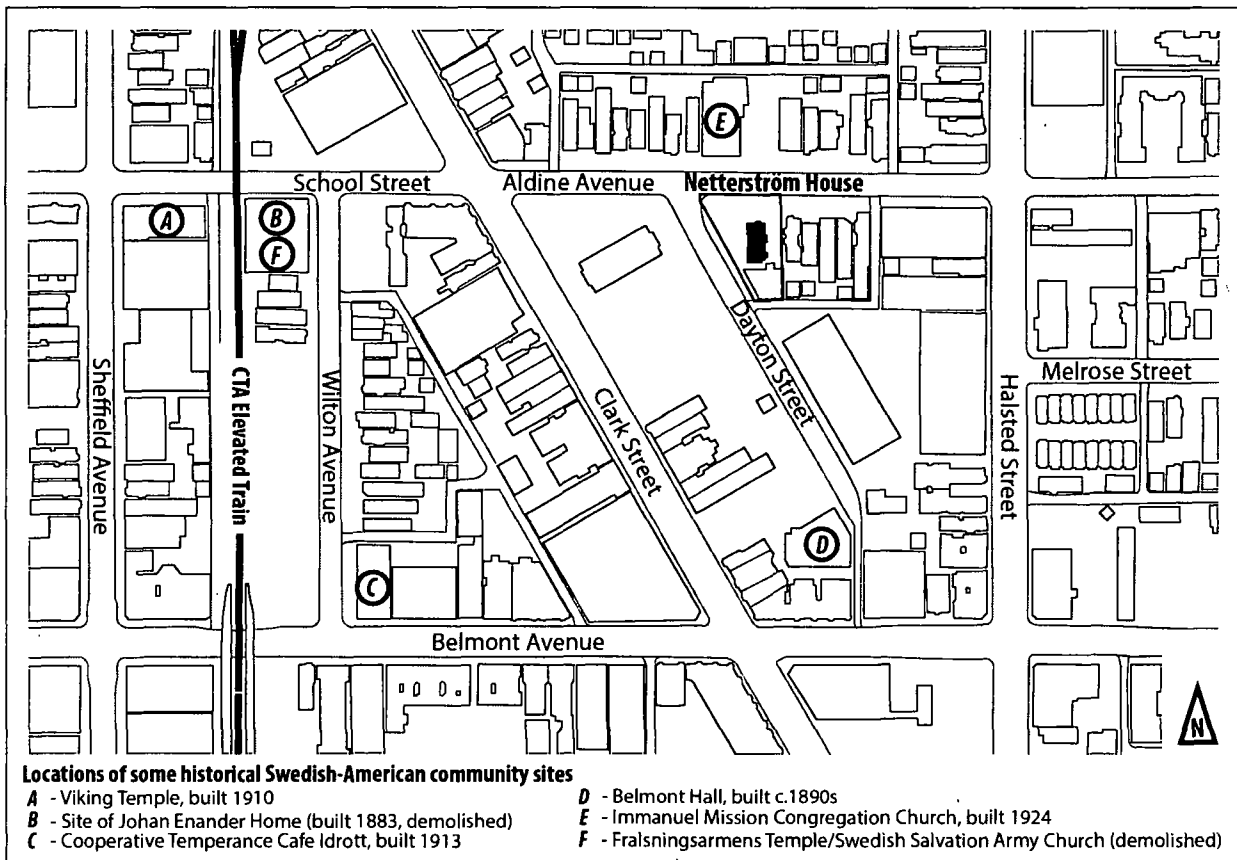 E
School Street Aldine Avenue Netterström House
A
B
F
CTA Elevated Train
Sheffield Avenue
Wilton Avenue
Clark Street
Dayton Street
Halsted Street
Melrose Street
D
C
Belmont Avenue
N
Locations of some historical Swedish-American community sites
A - Viking Temple, built 1910
B - Site of Johan Enander Home (built 1883, demolished)
C - Cooperative Temperance Cafe Idrott, built 1913
D - Belmont Hall, built c.1890s
E - Immanuel Mission Congregation Church, built 1924
F - Fralsningsarmens Temple/Swedish Salvation Army Church (demolished)